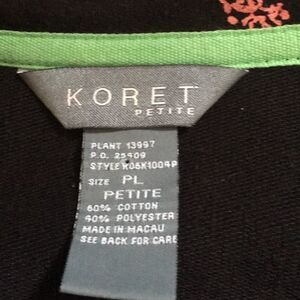 KORET
PETITE
PLANT 13997
P.O. 25409
STYLE K05K1004P
SIZE PL
PETITE
60% COTTON
40% POLYESTER
MADE IN MACAU
SEE BACK FOR CARE